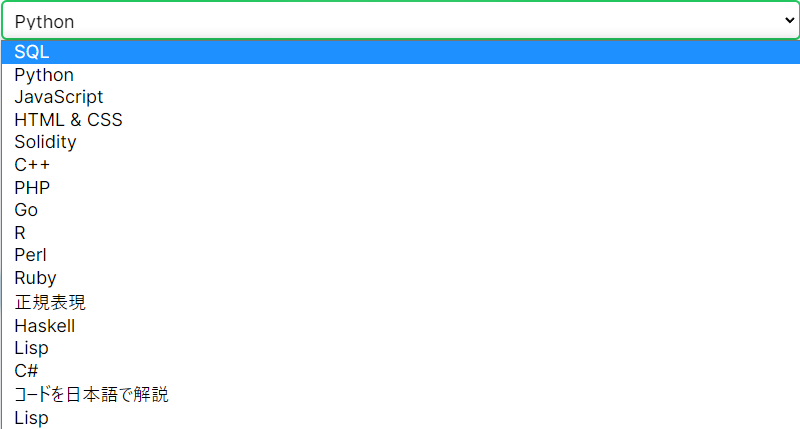 Python
SQL
Python
JavaScript
HTML & CSS
Solidity
C++
PHP
Go
R
Perl
Ruby
正規表現
Haskell
Lisp
C#
コードを日本語で解説
Lisp